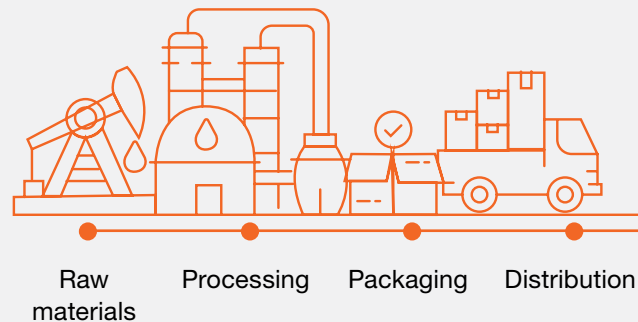 Raw
materials
Processing
Packaging
Distribution